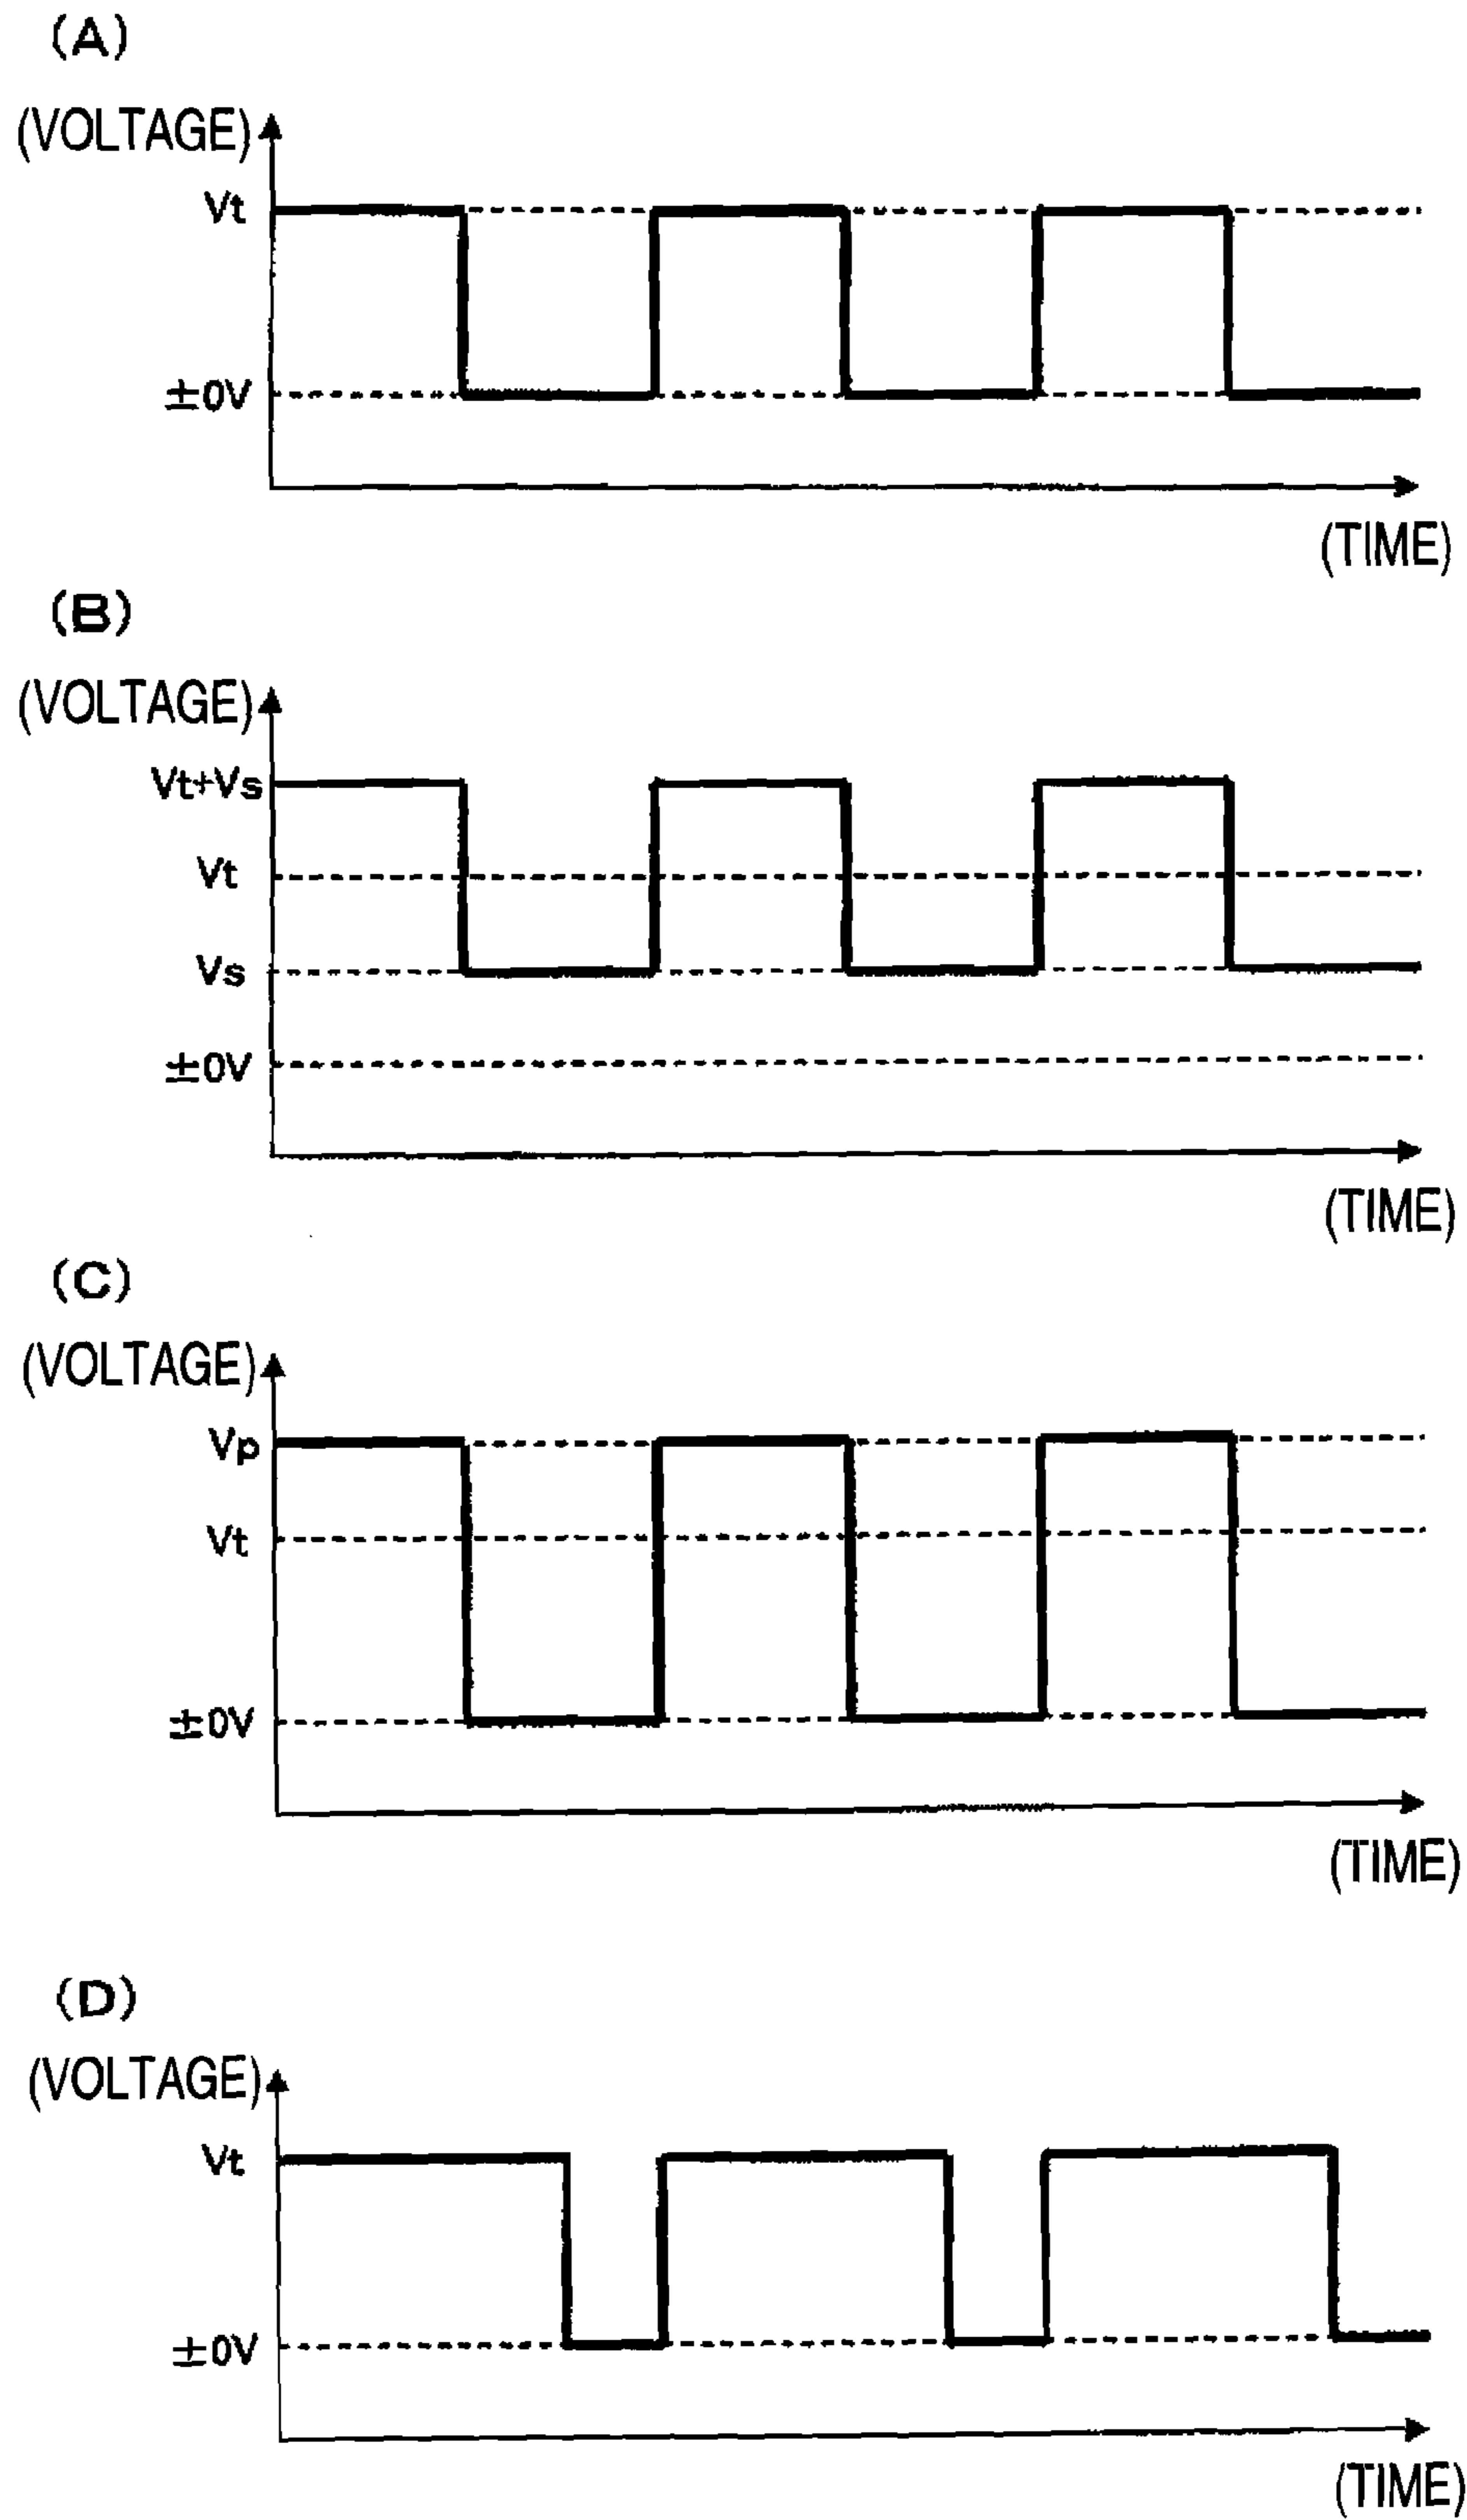 (A)
(VOLTAGE)
Vt
±0V
(TIME)
(B)
(VOLTAGE)
Vt+Vs
Vt
Vs
±0V
(TIME)
(C)
(VOLTAGE)
Vp
Vt
±0V
(TIME)
(D)
(VOLTAGE)
Vt
±0V
(TIME)